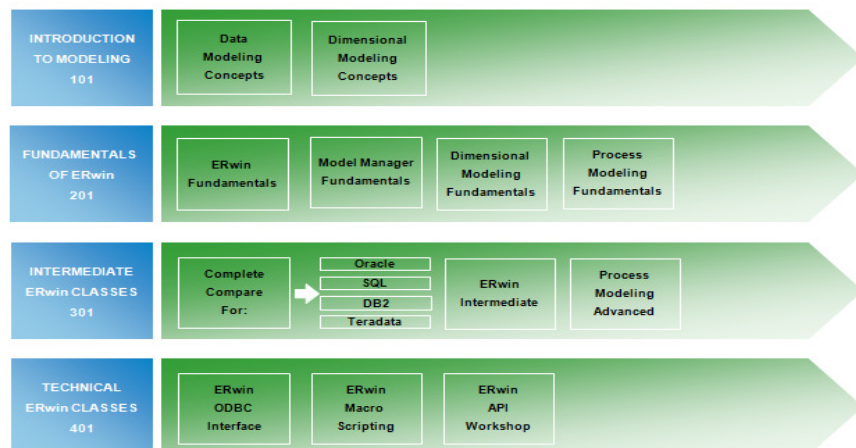 INTRODUCTION
TO MODELING
101
Data
Modeling
Concepts
Dimensional
Modeling
Concepts
FUNDAMENTALS
OF ERwin
201
ERwin
Fundamentals
Model Manager
Fundamentals
Dimensional
Modeling
Fundamentals
Process
Modeling
Fundamentals
INTERMEDIATE
ERwin CLASSES
301
Complete
Compare
For:
Oracle
SQL
DB2
Teradata
ERwin
Intermediate
Process
Modeling
Advanced
TECHNICAL
ERwin CLASSES
401
ERwin
ODBC
Interface
ERwin
Macro
Scripting
ERwin
API
Workshop